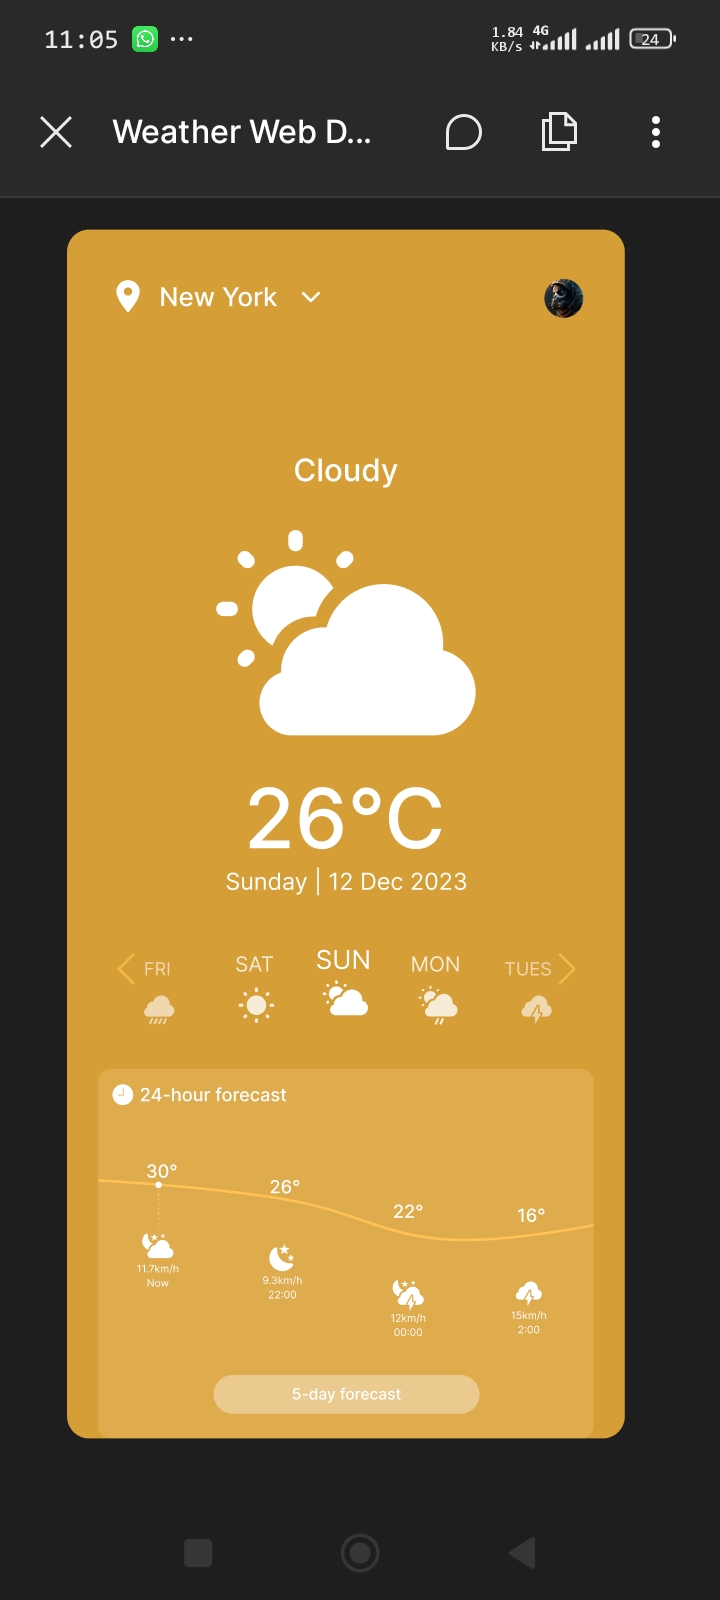 11:05 ... 1.84 KB/s 4G 24
Weather Web D...
New York
Cloudy
26°C
Sunday | 12 Dec 2023
FRI SAT SUN MON TUES
24-hour forecast
30° 26° 22° 16°
11.7km/h 9.3km/h 12km/h 15km/h
Now 22:00 00:00 2:00
5-day forecast